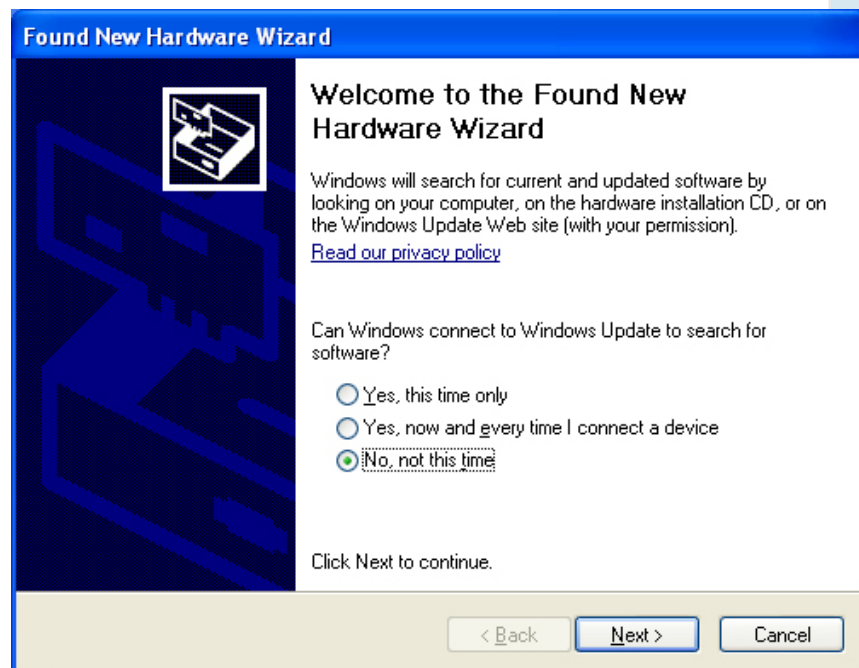 Found New Hardware Wizard
Welcome to the Found New
Hardware Wizard
Windows will search for current and updated software by
looking on your computer, on the hardware installation CD, or on
the Windows Update Web site (with your permission).
Read our privacy policy
Can Windows connect to Windows Update to search for
software?
Yes, this time only
Yes, now and every time I connect a device
No, not this time
Click Next to continue.
< Back
Next >
Cancel